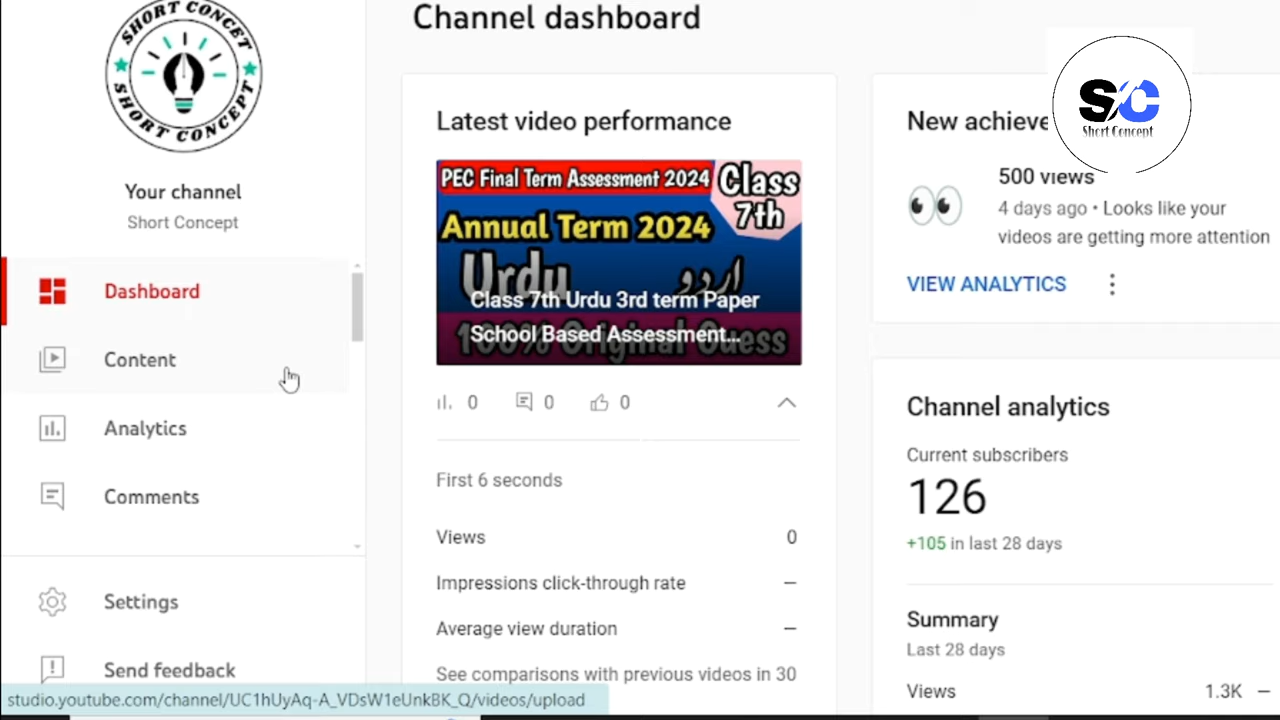 SHORT CONCET
SHORT CONCEPT
Your channel
Short Concept
Dashboard
Content
Analytics
Comments
Settings
Send feedback
studio.youtube.com/channel/UC1hUyAq-A_VDsW1eUnkBK_Q/videos/upload
Channel dashboard
Latest video performance
PEC Final Term Assessment 2024
Class
7th
Annual Term 2024
Urdu
اردو
Class 7th Urdu 3rd term Paper
School Based Assessment...
100% Original Guess
0
0
0
First 6 seconds
Views 0
Impressions click-through rate –
Average view duration –
See comparisons with previous videos in 30
New achieve
SC
Short Concept
500 views
4 days ago • Looks like your
videos are getting more attention
VIEW ANALYTICS
Channel analytics
Current subscribers
126
+105 in last 28 days
Summary
Last 28 days
Views 1.3K –